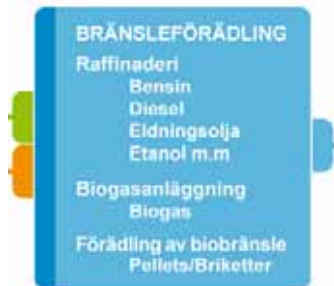 BRÄNSLEFÖRÄDLING
Raffinaderi
Bensin
Diesel
Eldningsolja
Etanol m.m
Biogasanläggning
Biogas
Förädling av biobränsle
Pellets/Briketter